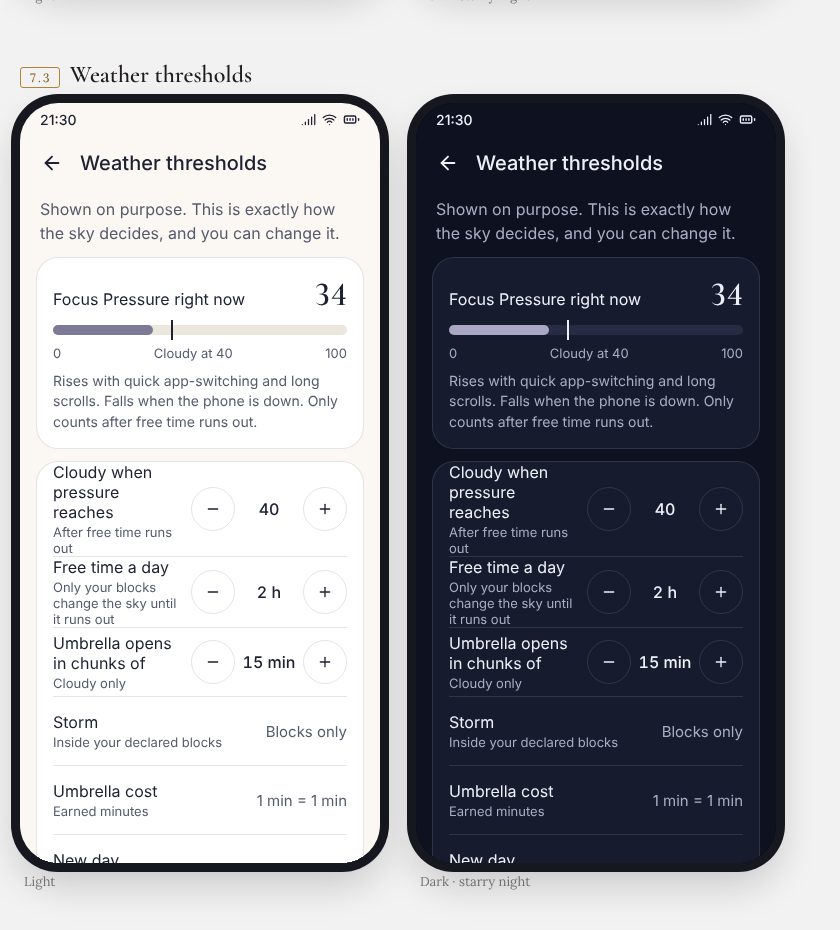 7.3 Weather thresholds
21:30
Weather thresholds
Shown on purpose. This is exactly how
the sky decides, and you can change it.
Focus Pressure right now 34
0 Cloudy at 40 100
Rises with quick app-switching and long
scrolls. Falls when the phone is down. Only
counts after free time runs out.
Cloudy when
pressure
reaches
After free time runs
out
− 40 +
Free time a day
Only your blocks
change the sky until
it runs out
− 2 h +
Umbrella opens
in chunks of
Cloudy only
− 15 min +
Storm
Inside your declared blocks
Blocks only
Umbrella cost
Earned minutes
1 min = 1 min
New day
Light
21:30
Weather thresholds
Shown on purpose. This is exactly how
the sky decides, and you can change it.
Focus Pressure right now 34
0 Cloudy at 40 100
Rises with quick app-switching and long
scrolls. Falls when the phone is down. Only
counts after free time runs out.
Cloudy when
pressure
reaches
After free time runs
out
− 40 +
Free time a day
Only your blocks
change the sky until
it runs out
− 2 h +
Umbrella opens
in chunks of
Cloudy only
− 15 min +
Storm
Inside your declared blocks
Blocks only
Umbrella cost
Earned minutes
1 min = 1 min
New day
Dark · starry night